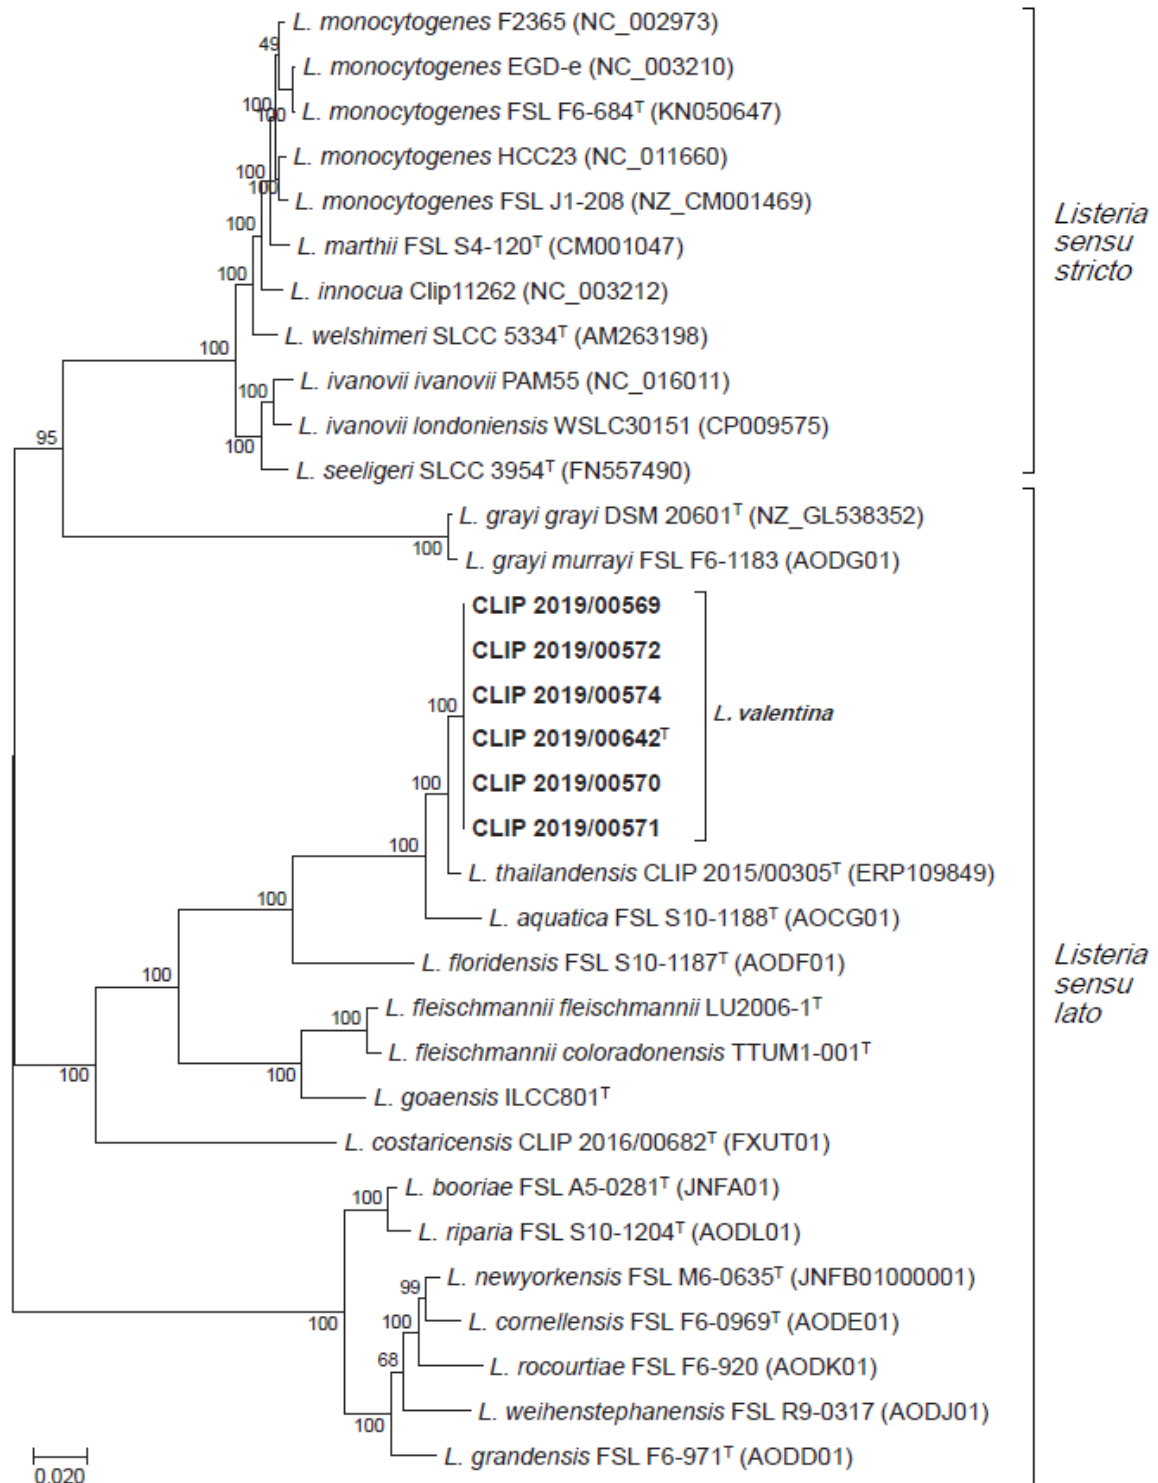 L. monocytogenes F2365 (NC_002973)
49
L. monocytogenes EGD-e (NC_003210)
100
100
L. monocytogenes FSL F6-684ᵀ (KN050647)
L. monocytogenes HCC23 (NC_011660)
100
100
L. monocytogenes FSL J1-208 (NZ_CM001469)
100
L. marthii FSL S4-120ᵀ (CM001047)
100
L. innocua Clip11262 (NC_003212)
L. welshimeri SLCC 5334ᵀ (AM263198)
100
L. ivanovii ivanovii PAM55 (NC_016011)
100
L. ivanovii londoniensis WSLC30151 (CP009575)
100
L. seeligeri SLCC 3954ᵀ (FN557490)
95
Listeria
sensu
stricto
L. grayi grayi DSM 20601ᵀ (NZ_GL538352)
100
L. grayi murrayi FSL F6-1183 (AODG01)
CLIP 2019/00569
CLIP 2019/00572
CLIP 2019/00574
100
L. valentina
CLIP 2019/00642ᵀ
100
CLIP 2019/00570
CLIP 2019/00571
100
L. thailandensis CLIP 2015/00305ᵀ (ERP109849)
100
L. aquatica FSL S10-1188ᵀ (AOCG01)
L. floridensis FSL S10-1187ᵀ (AODF01)
100
L. fleischmannii fleischmannii LU2006-1ᵀ
100
L. fleischmannii coloradonensis TTUM1-001ᵀ
100
100
L. goaensis ILCC801ᵀ
L. costaricensis CLIP 2016/00682ᵀ (FXUT01)
L. booriae FSL A5-0281ᵀ (JNFA01)
100
L. riparia FSL S10-1204ᵀ (AODL01)
L. newyorkensis FSL M6-0635ᵀ (JNFB01000001)
99
L. cornellensis FSL F6-0969ᵀ (AODE01)
100
100
68
L. rocourtiae FSL F6-920 (AODK01)
L. weihenstephanensis FSL R9-0317 (AODJ01)
100
L. grandensis FSL F6-971ᵀ (AODD01)
Listeria
sensu
lato
0.020